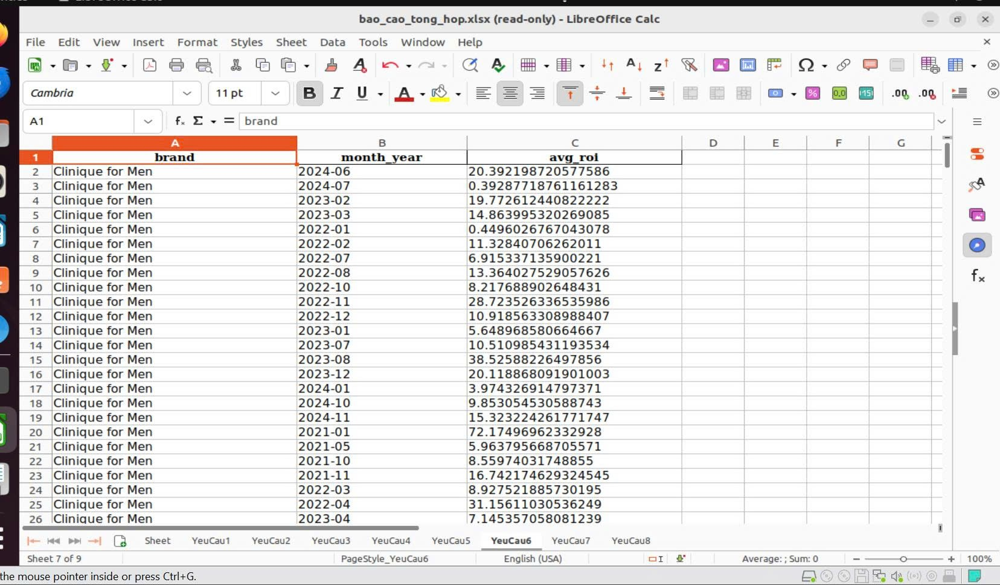 bao_cao_tong_hop.xlsx (read-only) - LibreOffice Calc
File Edit View Insert Format Styles Sheet Data Tools Window Help
Cambria 11 pt B I U
A1 brand
A B C D E F G
1 brand month_year avg_roi
2 Clinique for Men 2024-06 20.392198720577586
3 Clinique for Men 2024-07 0.39287718761161283
4 Clinique for Men 2023-02 19.772612440822222
5 Clinique for Men 2023-03 14.863995320269085
6 Clinique for Men 2022-01 0.4496026767043078
7 Clinique for Men 2022-02 11.32840706262011
8 Clinique for Men 2022-07 6.915337135900221
9 Clinique for Men 2022-08 13.364027529057626
10 Clinique for Men 2022-10 8.217688902648431
11 Clinique for Men 2022-11 28.723526336535986
12 Clinique for Men 2022-12 10.918563308988407
13 Clinique for Men 2023-01 5.648968580664667
14 Clinique for Men 2023-07 10.510985431193534
15 Clinique for Men 2023-08 38.52588226497856
16 Clinique for Men 2023-12 20.118868091901003
17 Clinique for Men 2024-01 3.974326914797371
18 Clinique for Men 2024-10 9.853054530588743
19 Clinique for Men 2024-11 15.323224261771747
20 Clinique for Men 2021-01 72.17496962332928
21 Clinique for Men 2021-05 5.963795668705571
22 Clinique for Men 2021-10 8.55974031748855
23 Clinique for Men 2021-11 16.742174629324545
24 Clinique for Men 2022-03 8.927521885730195
25 Clinique for Men 2022-04 31.15611030536249
26 Clinique for Men 2023-04 7.145357058081239
Sheet YeuCau1 YeuCau2 YeuCau3 YeuCau4 YeuCau5 YeuCau6 YeuCau7 YeuCau8
Sheet 7 of 9 PageStyle_YeuCau6 English (USA) Average: ; Sum: 0 100%
the mouse pointer inside or press Ctrl+G.